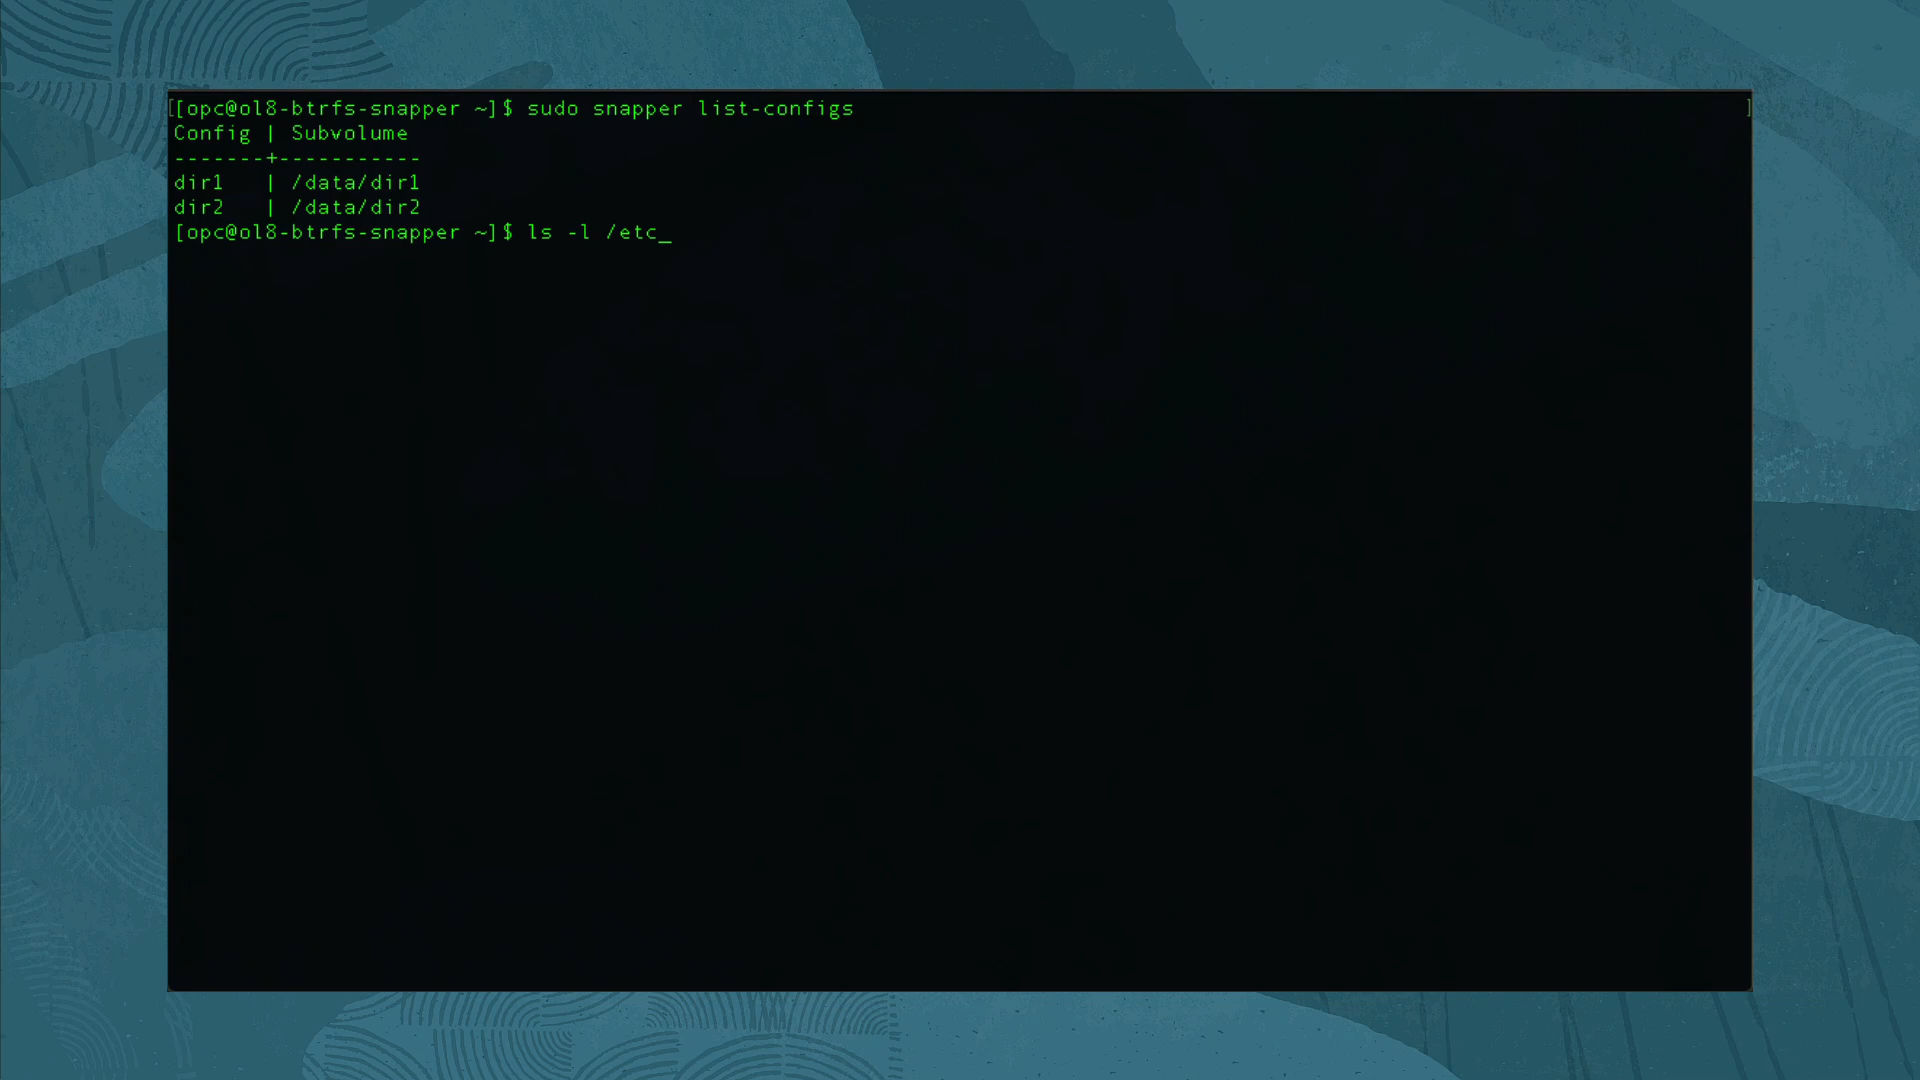 [[opc@ol8-btrfs-snapper ~]$ sudo snapper list-configs ]
Config | Subvolume
-------+-----------
dir1   | /data/dir1
dir2   | /data/dir2
[opc@ol8-btrfs-snapper ~]$ ls -l /etc_